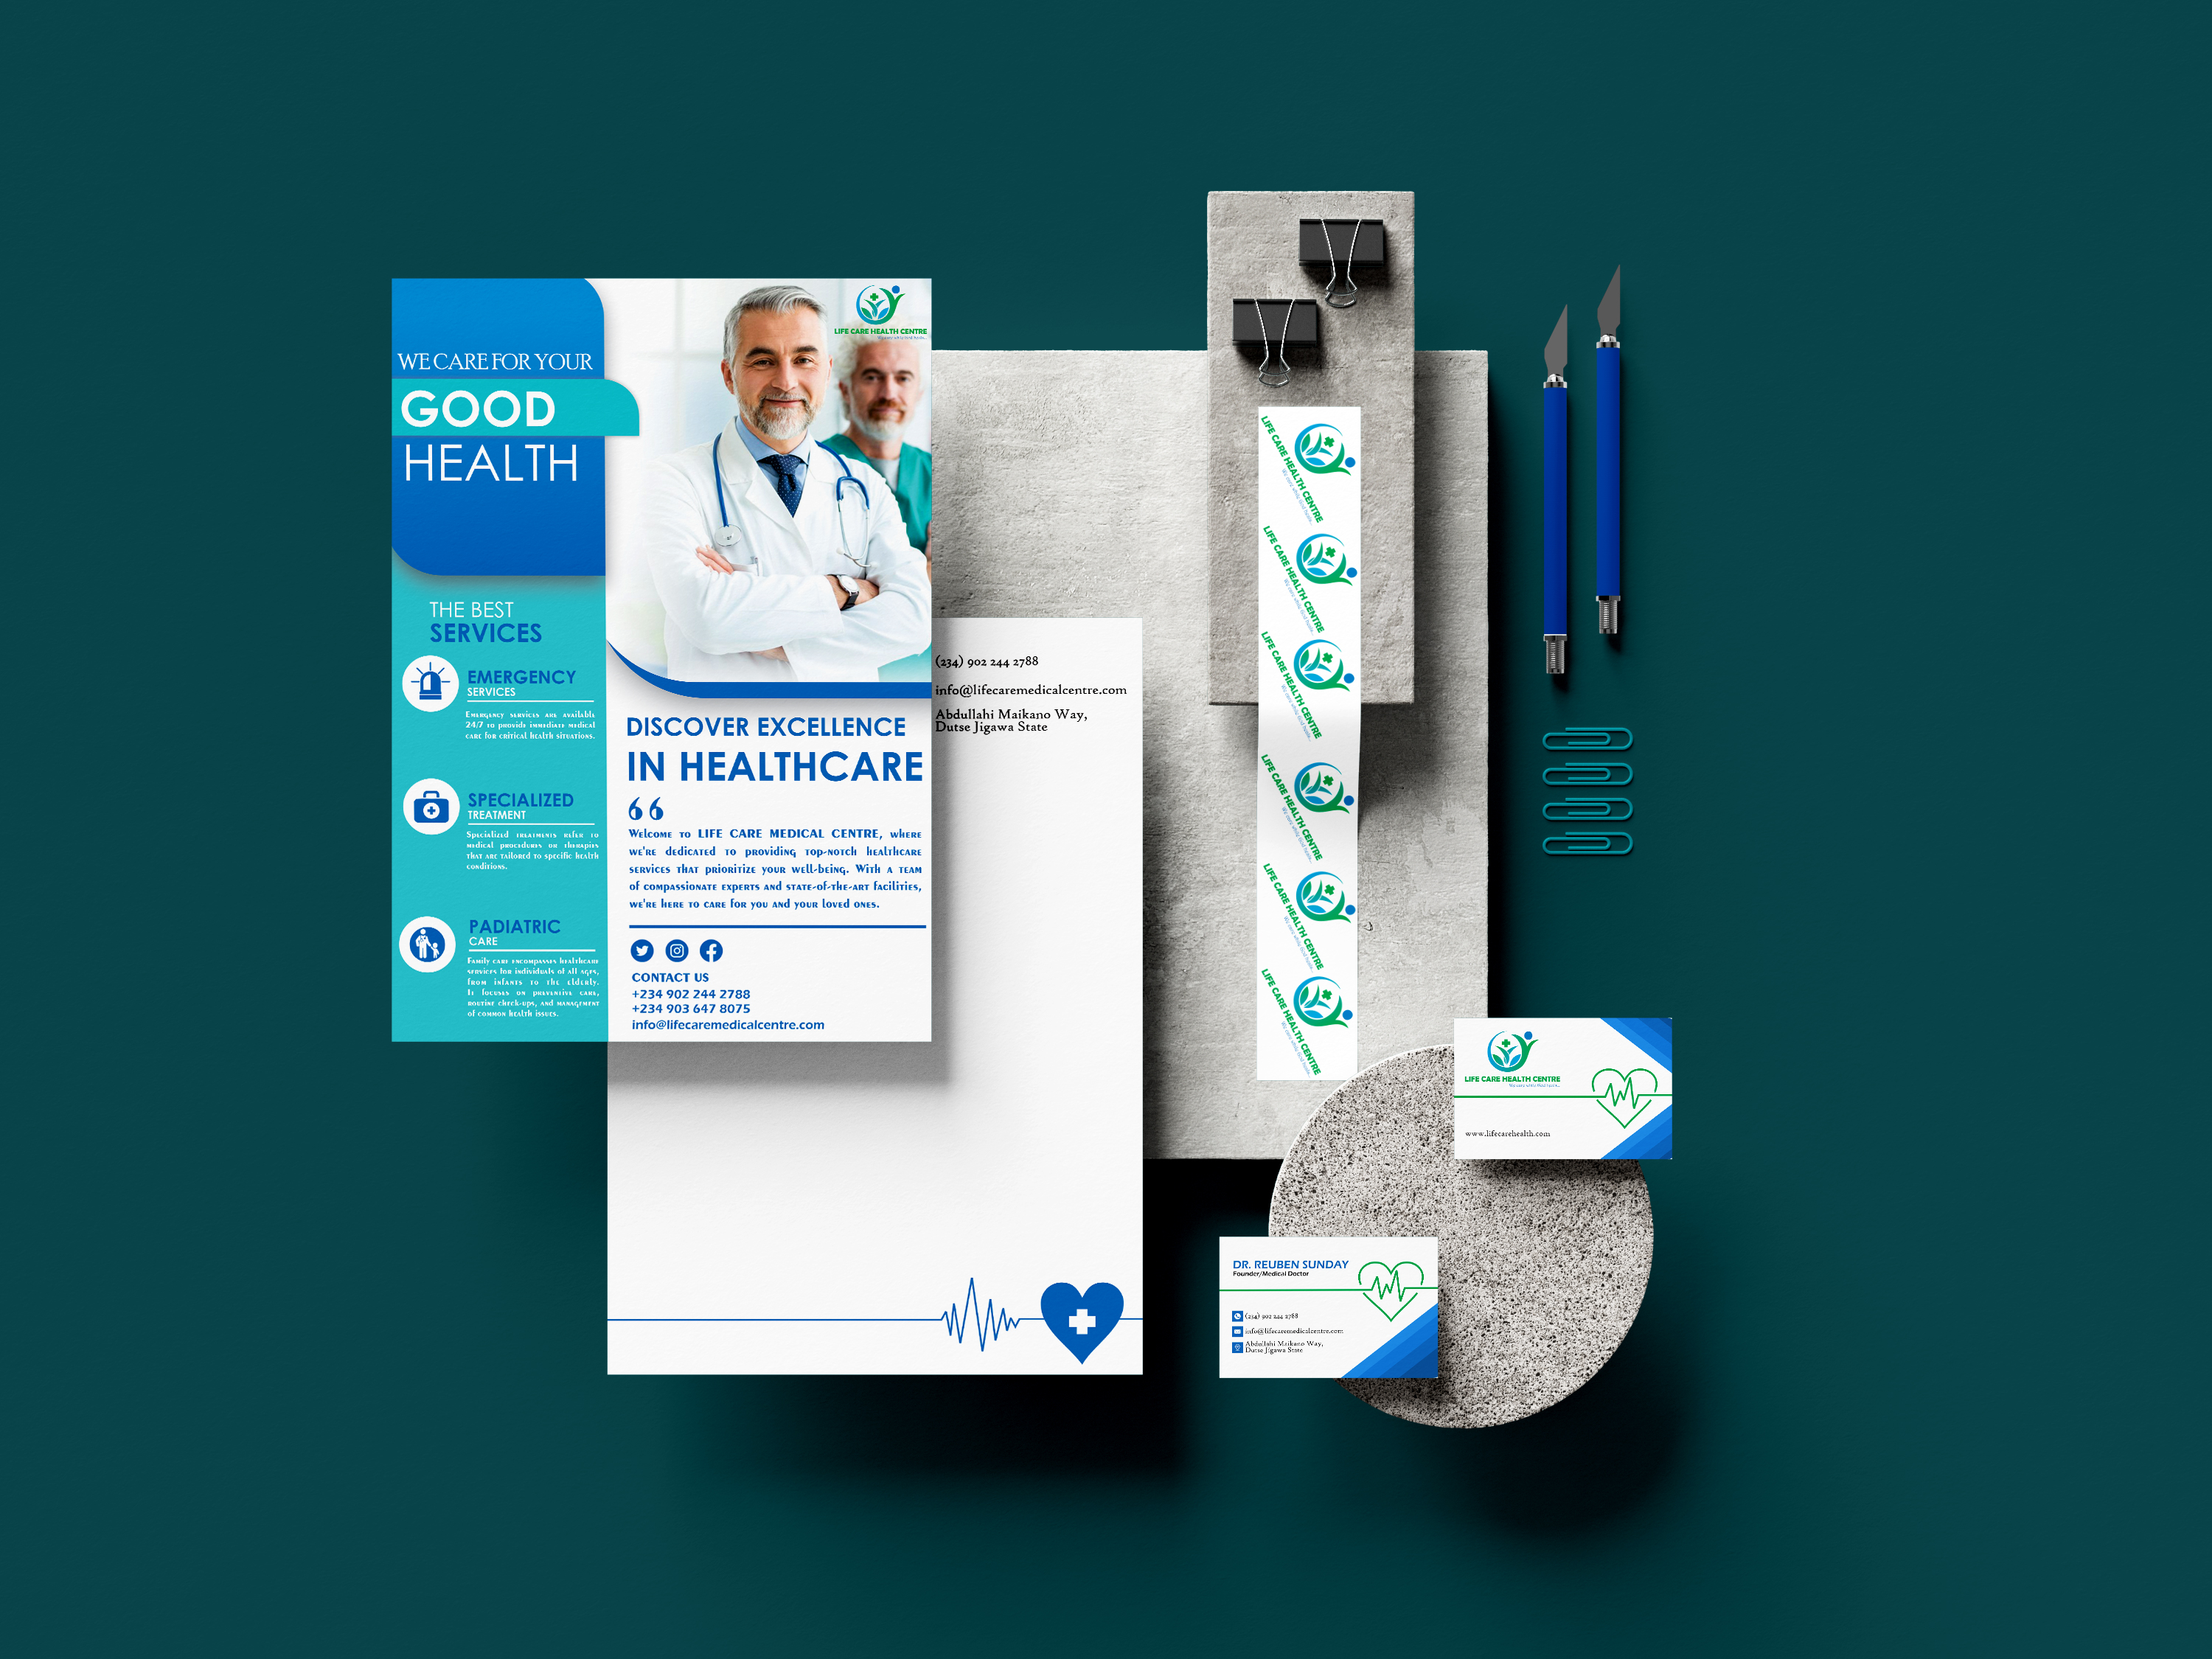 WE CARE FOR YOUR
GOOD
HEALTH
LIFE CARE HEALTH CENTRE
THE BEST
SERVICES
EMERGENCY
SERVICES
Emergency services are available
24/7 to provide immediate medical
care for critical health situations.
SPECIALIZED
TREATMENT
Specialized treatments refer to
medical procedures or therapies
that are tailored to specific health
conditions.
PADIATRIC
CARE
Family care encompasses healthcare
services for individuals of all ages,
from infants to the elderly.
It focuses on preventive care,
routine check-ups, and management
of common health issues.
DISCOVER EXCELLENCE
IN HEALTHCARE
“
Welcome to LIFE CARE MEDICAL CENTRE, where
we're dedicated to providing top-notch healthcare
services that prioritize your well-being. With a team
of compassionate experts and state-of-the-art facilities,
we're here to care for you and your loved ones.
CONTACT US
+234 902 244 2788
+234 903 647 8075
info@lifecaremedicalcentre.com
(234) 902 244 2788
info@lifecaremedicalcentre.com
Abdullahi Maikano Way,
Dutse Jigawa State
LIFE CARE HEALTH CENTRE
LIFE CARE HEALTH CENTRE
LIFE CARE HEALTH CENTRE
LIFE CARE HEALTH CENTRE
LIFE CARE HEALTH CENTRE
LIFE CARE HEALTH CENTRE
LIFE CARE HEALTH CENTRE
www.lifecarehealth.com
DR. REUBEN SUNDAY
Founder/Medical Doctor
(234) 902 244 2788
info@lifecaremedicalcentre.com
Abdullahi Maikano Way,
Dutse Jigawa State